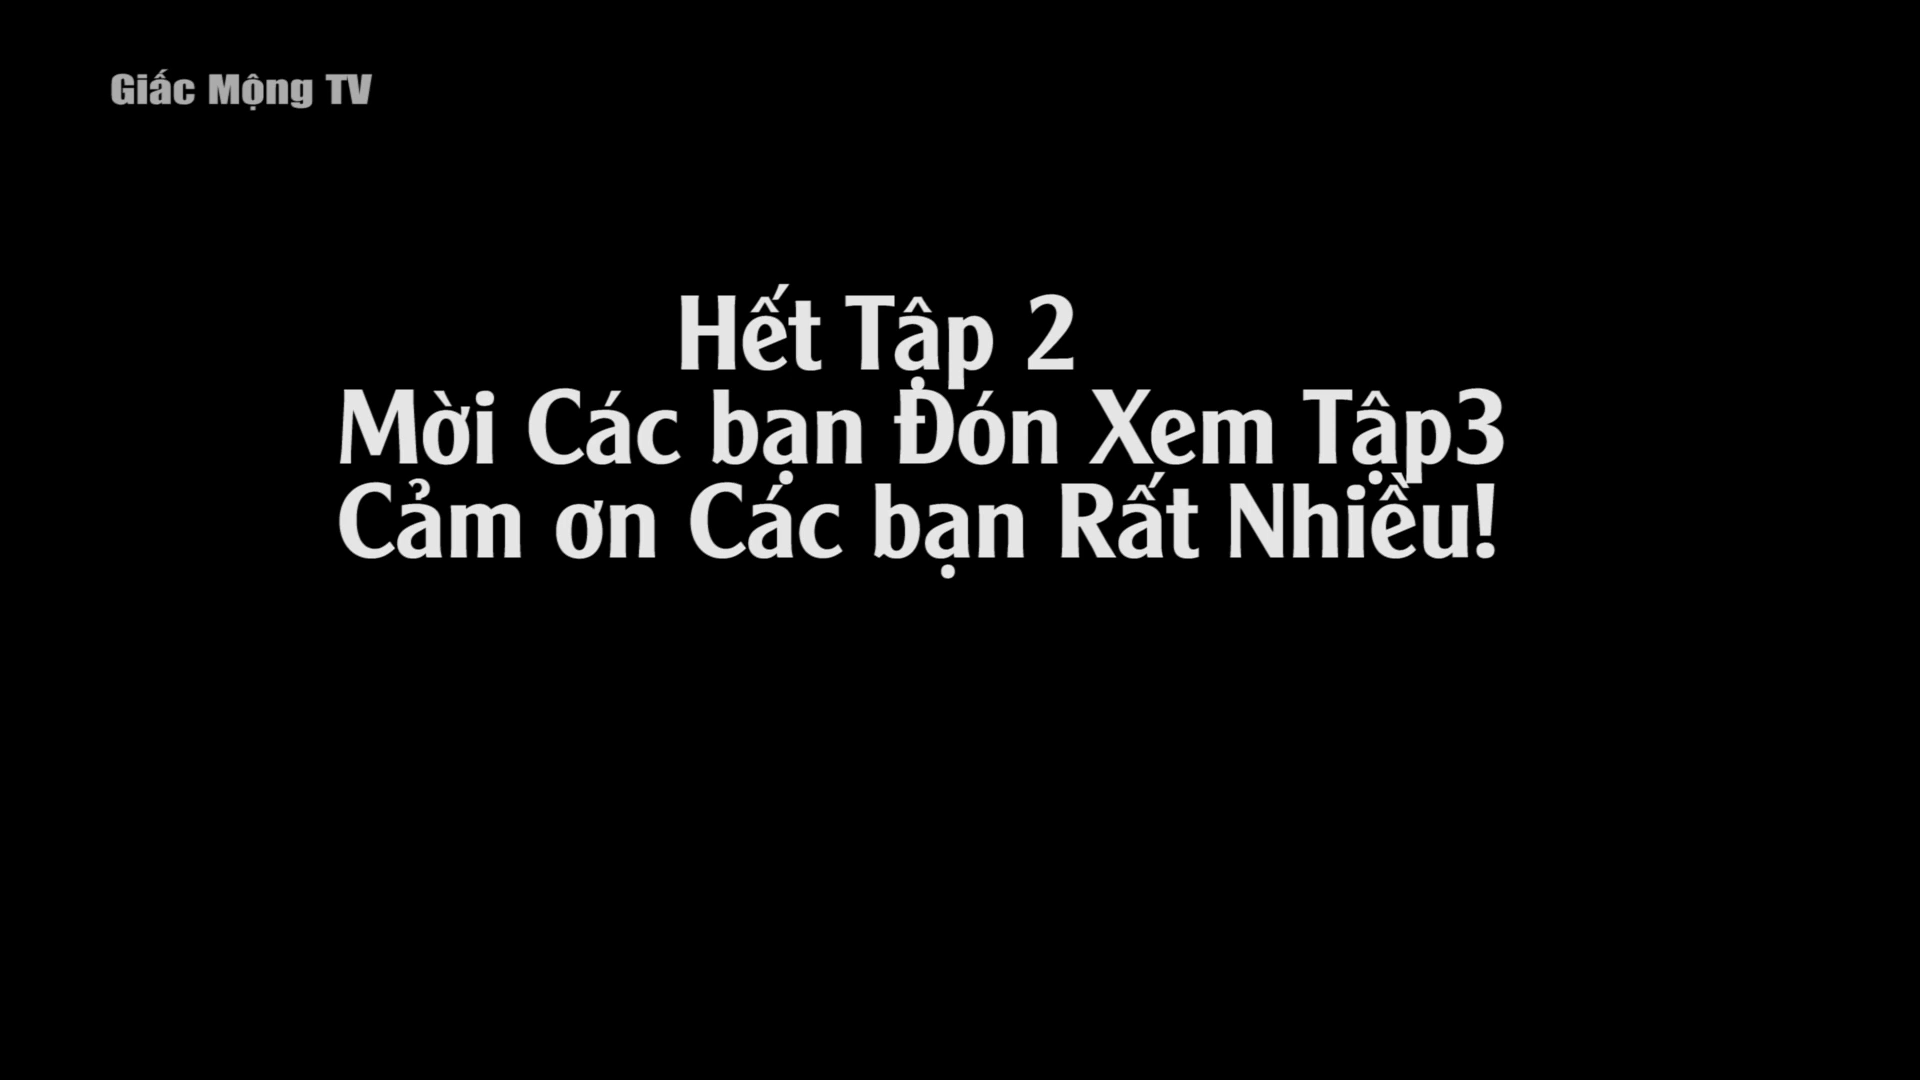 Giấc Mộng TV
Hết Tập 2
Mời Các bạn Đón Xem Tập3
Cảm ơn Các bạn Rất Nhiều!